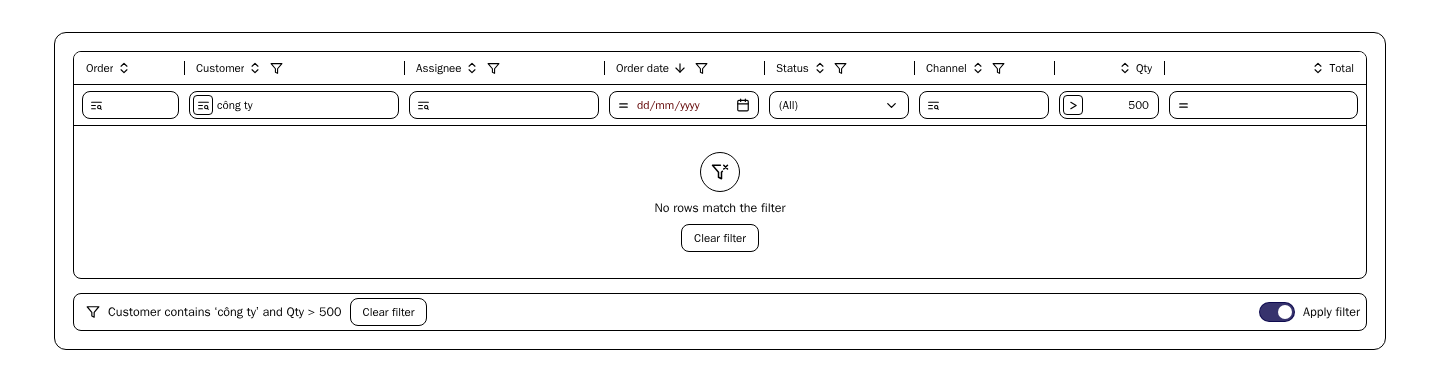 Order Customer Assignee Order date Status Channel Qty Total
công ty = dd/mm/yyyy (All) > 500 =
No rows match the filter
Clear filter
Customer contains 'công ty' and Qty > 500 Clear filter Apply filter